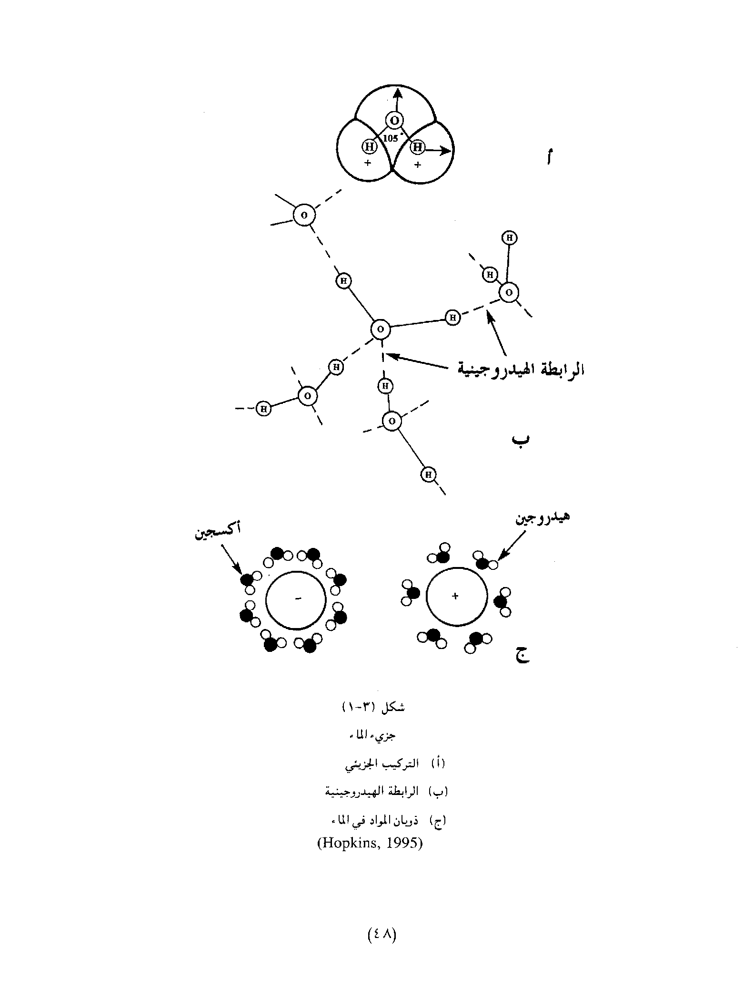 O
105°
H H
+ +
أ
O
H
H
H
O
H
O
H
الرابطة الهيدروجينية
H
O
H
O
ب
H
هيدروجين
أكسجين
- +
ج
شكل (٣-١)
جزيء الماء
(أ) التركيب الجزيئي
(ب) الرابطة الهيدروجينية
(ج) ذوبان المواد في الماء
(Hopkins, 1995)
(٤٨)